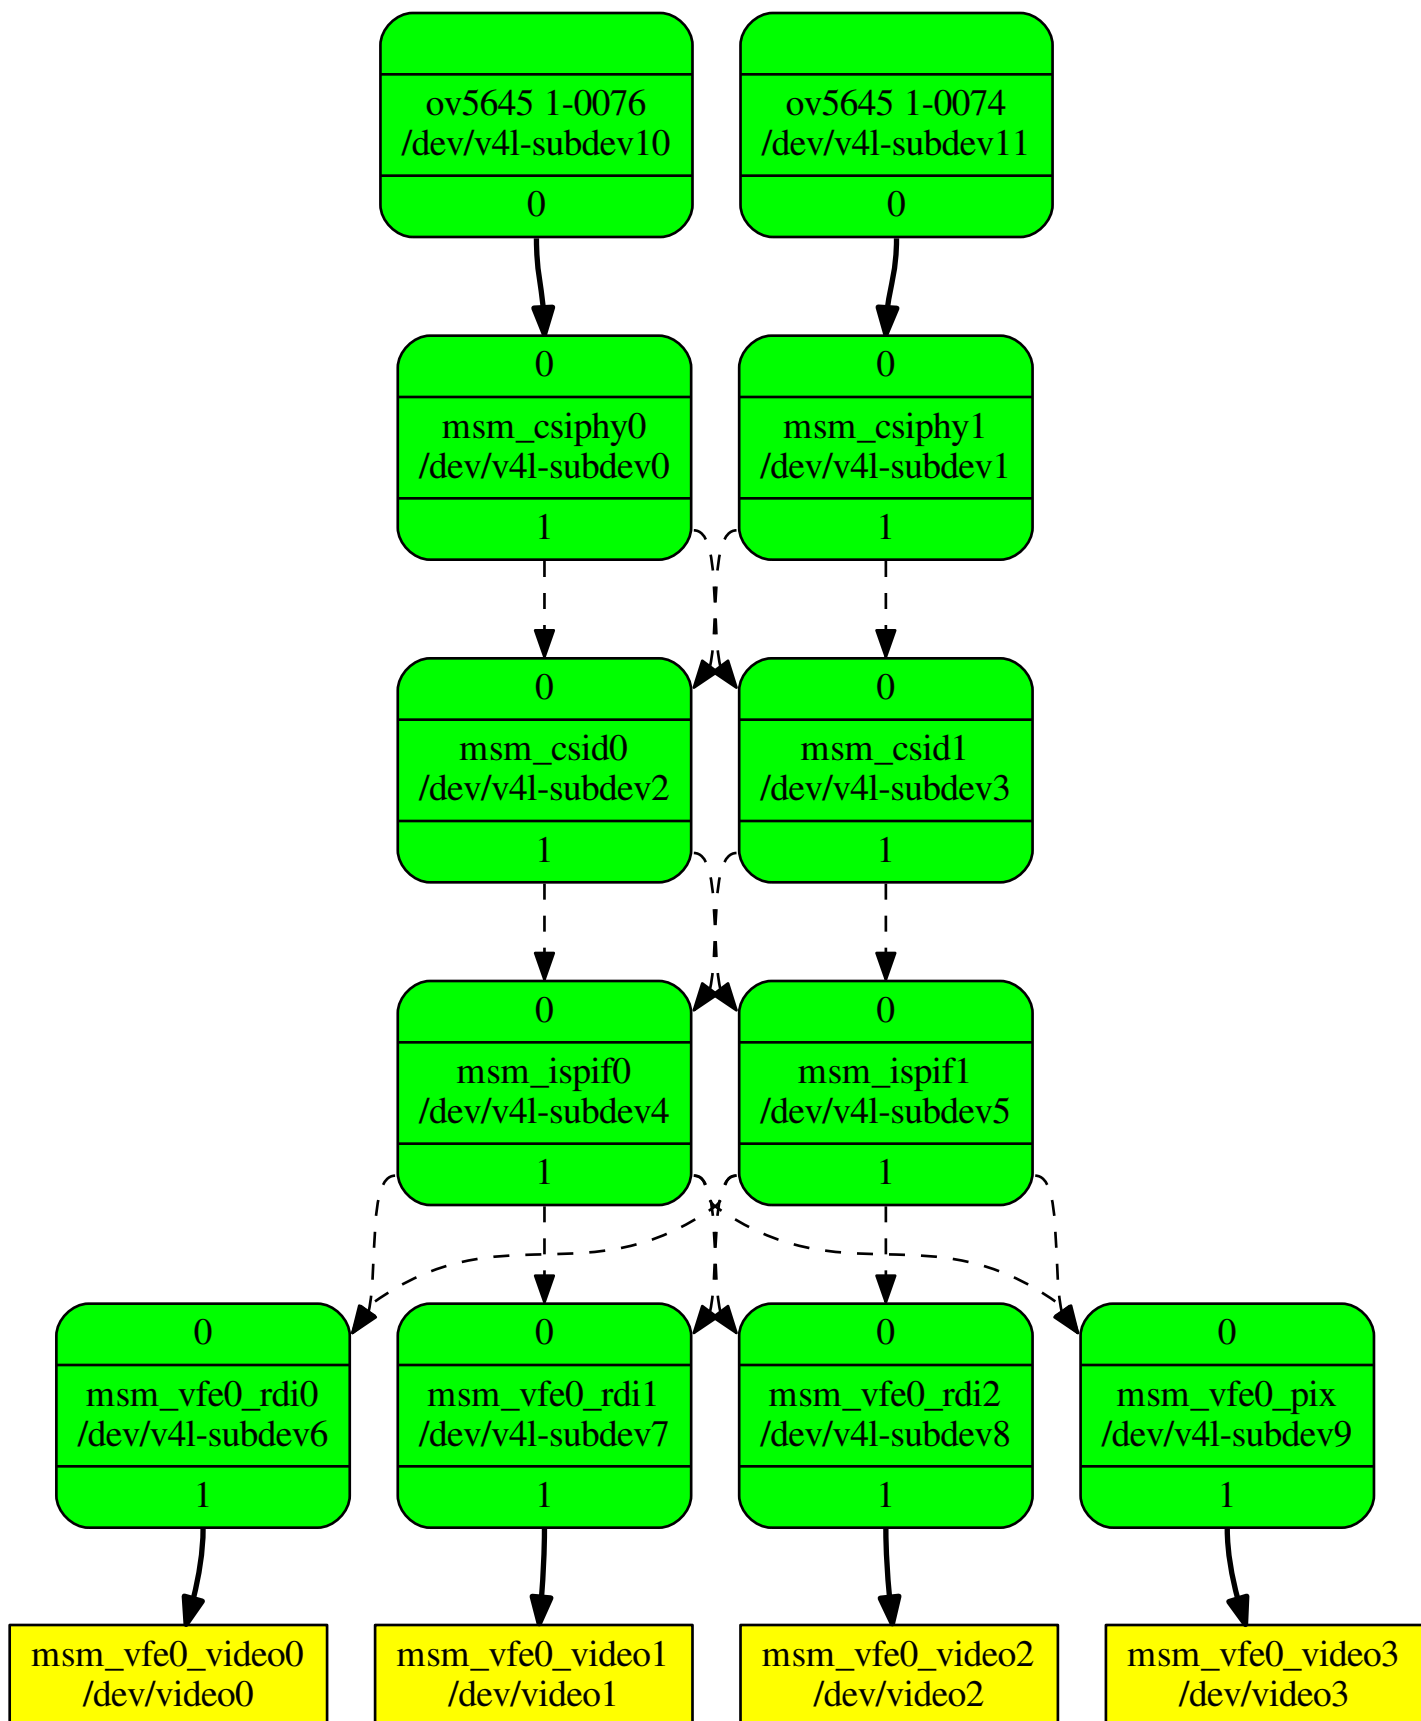 ov5645 1-0076
/dev/v4l-subdev10
0
ov5645 1-0074
/dev/v4l-subdev11
0
0
msm_csiphy0
/dev/v4l-subdev0
1
0
msm_csiphy1
/dev/v4l-subdev1
1
0
msm_csid0
/dev/v4l-subdev2
1
0
msm_csid1
/dev/v4l-subdev3
1
0
msm_ispif0
/dev/v4l-subdev4
1
0
msm_ispif1
/dev/v4l-subdev5
1
0
msm_vfe0_rdi0
/dev/v4l-subdev6
1
0
msm_vfe0_rdi1
/dev/v4l-subdev7
1
0
msm_vfe0_rdi2
/dev/v4l-subdev8
1
0
msm_vfe0_pix
/dev/v4l-subdev9
1
msm_vfe0_video0
/dev/video0
msm_vfe0_video1
/dev/video1
msm_vfe0_video2
/dev/video2
msm_vfe0_video3
/dev/video3